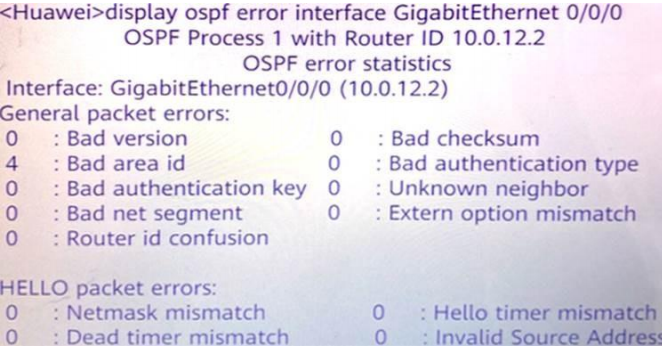 <Huawei>display ospf error interface GigabitEthernet 0/0/0
OSPF Process 1 with Router ID 10.0.12.2
OSPF error statistics
Interface: GigabitEthernet0/0/0 (10.0.12.2)
General packet errors:
0 : Bad version 0 : Bad checksum
4 : Bad area id 0 : Bad authentication type
0 : Bad authentication key 0 : Unknown neighbor
0 : Bad net segment 0 : Extern option mismatch
0 : Router id confusion
HELLO packet errors:
0 : Netmask mismatch 0 : Hello timer mismatch
0 : Dead timer mismatch 0 : Invalid Source Address